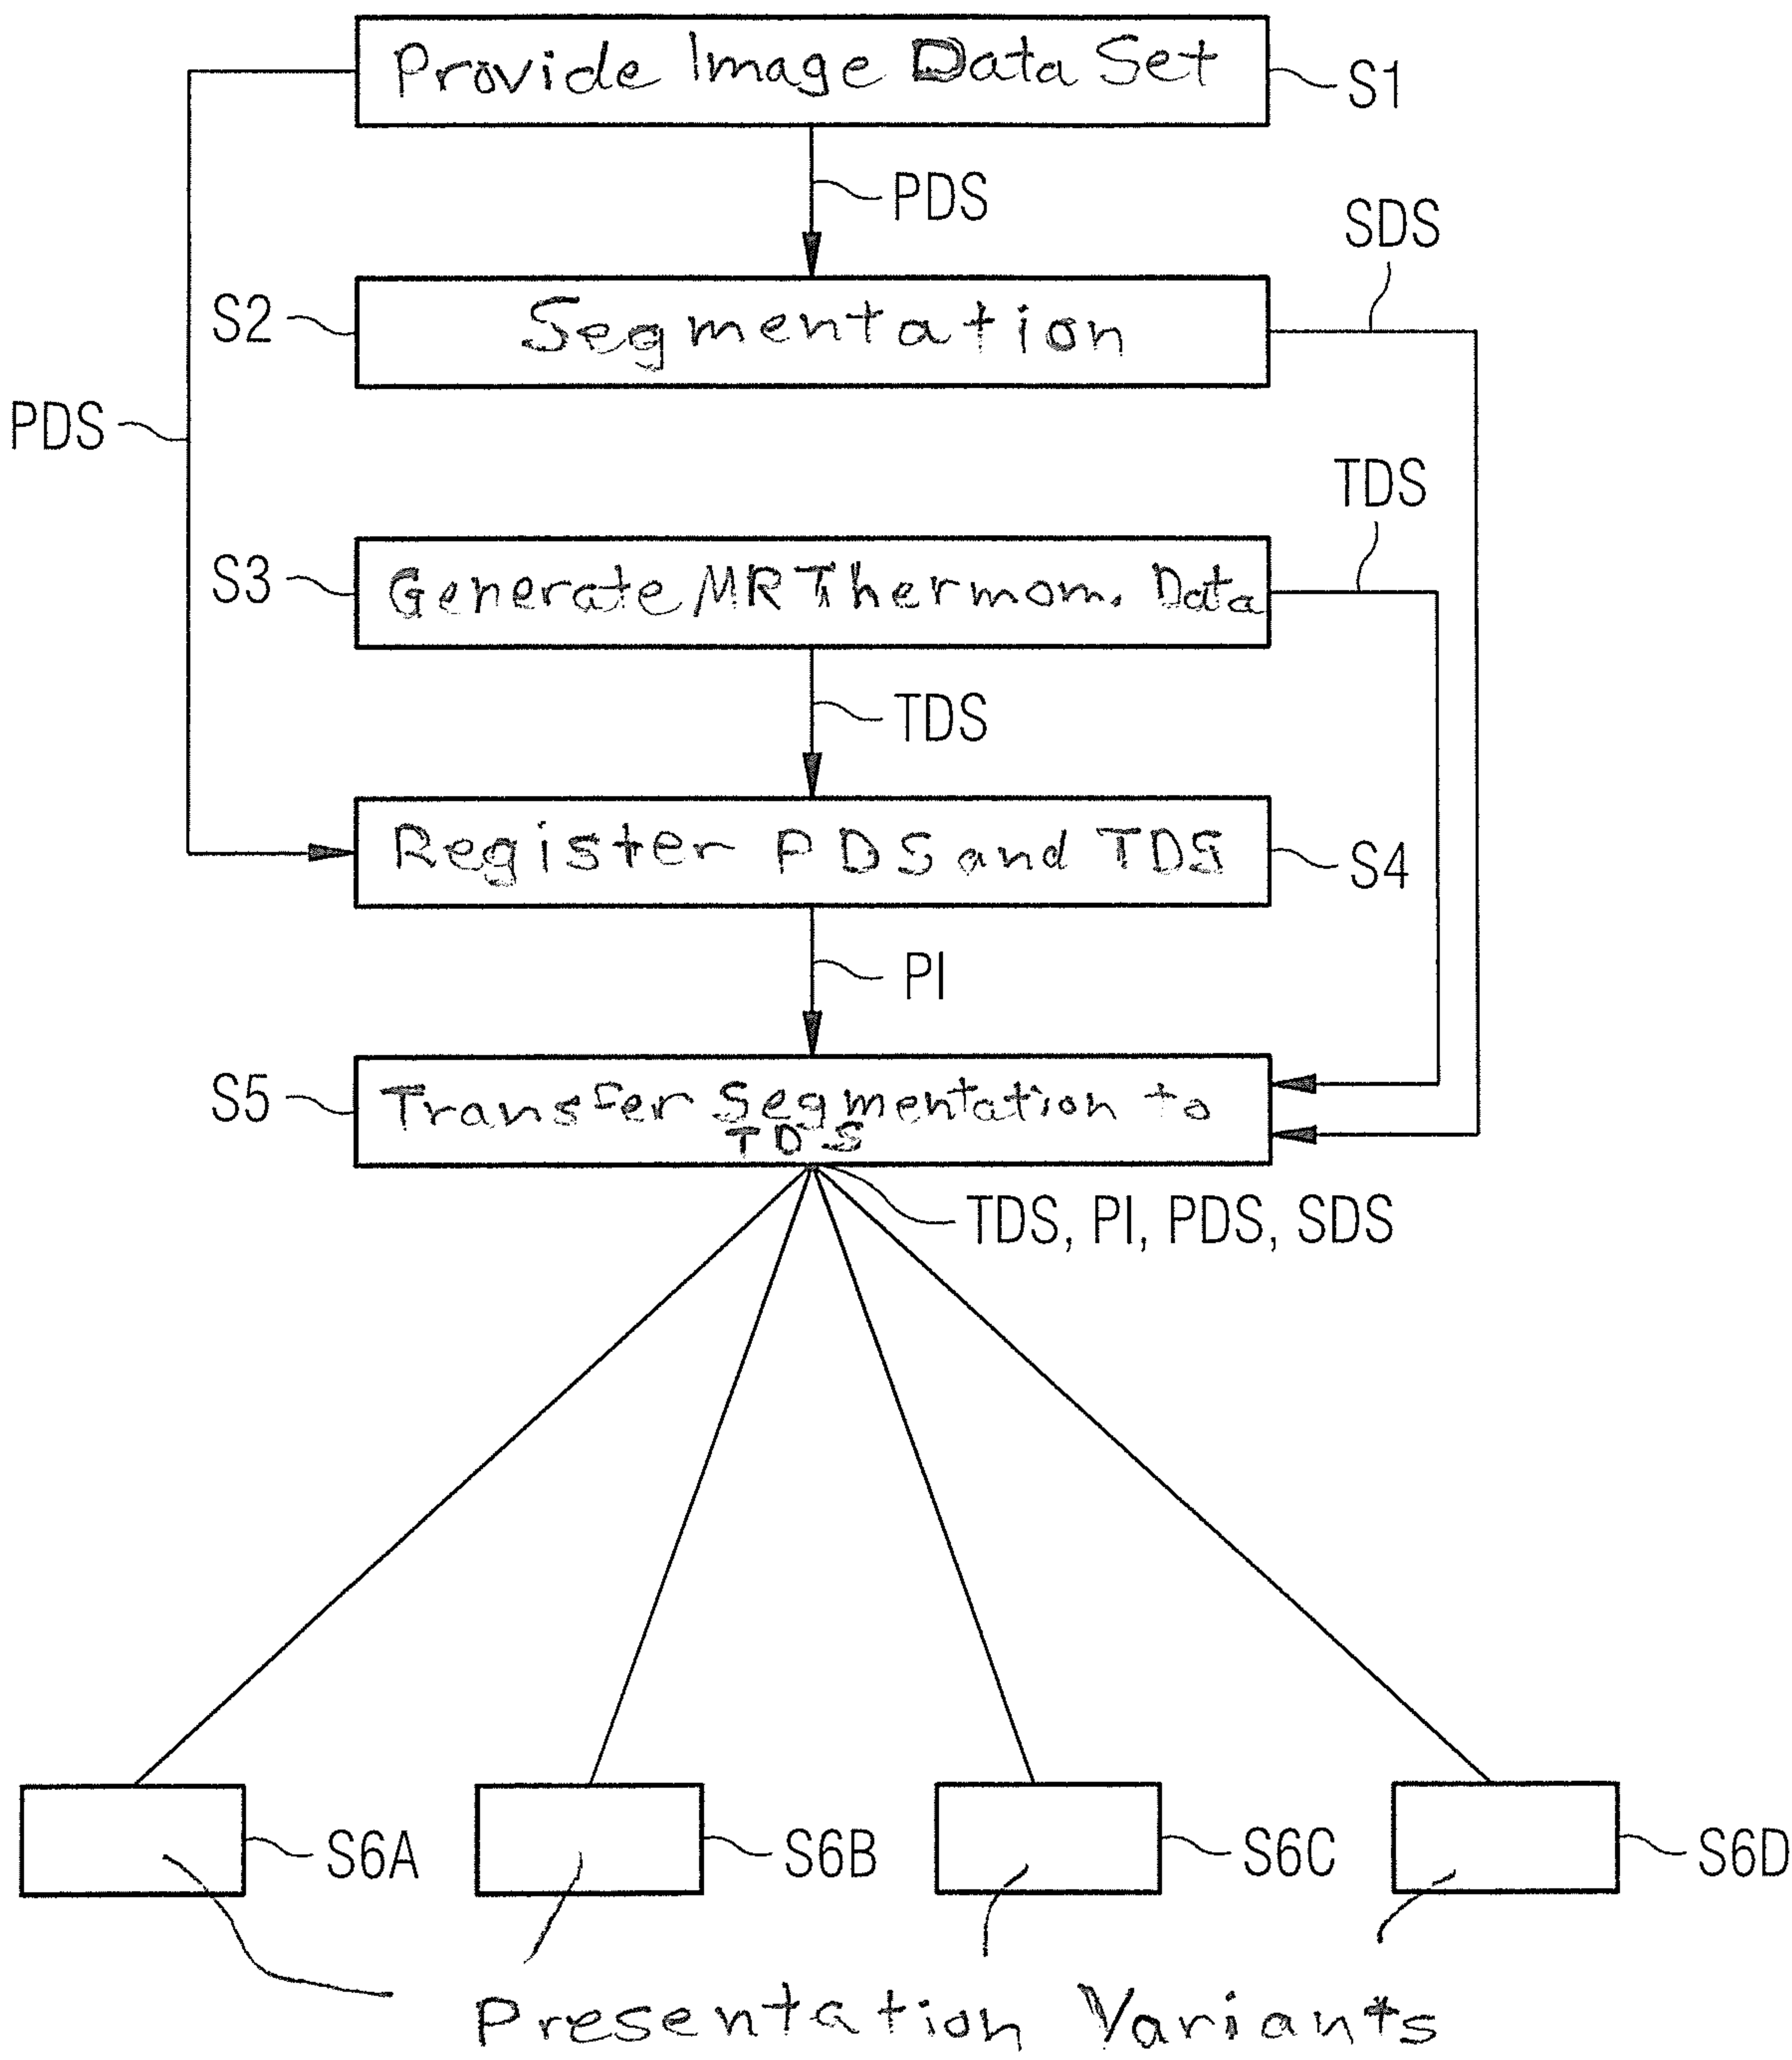 Provide Image Data Set
S1
PDS
SDS
S2
Segmentation
PDS
TDS
S3
Generate MR Thermom. Data
TDS
Register PDS and TDS
S4
PI
S5
Transfer Segmentation to
TDS
TDS, PI, PDS, SDS
S6A
S6B
S6C
S6D
Presentation Variants